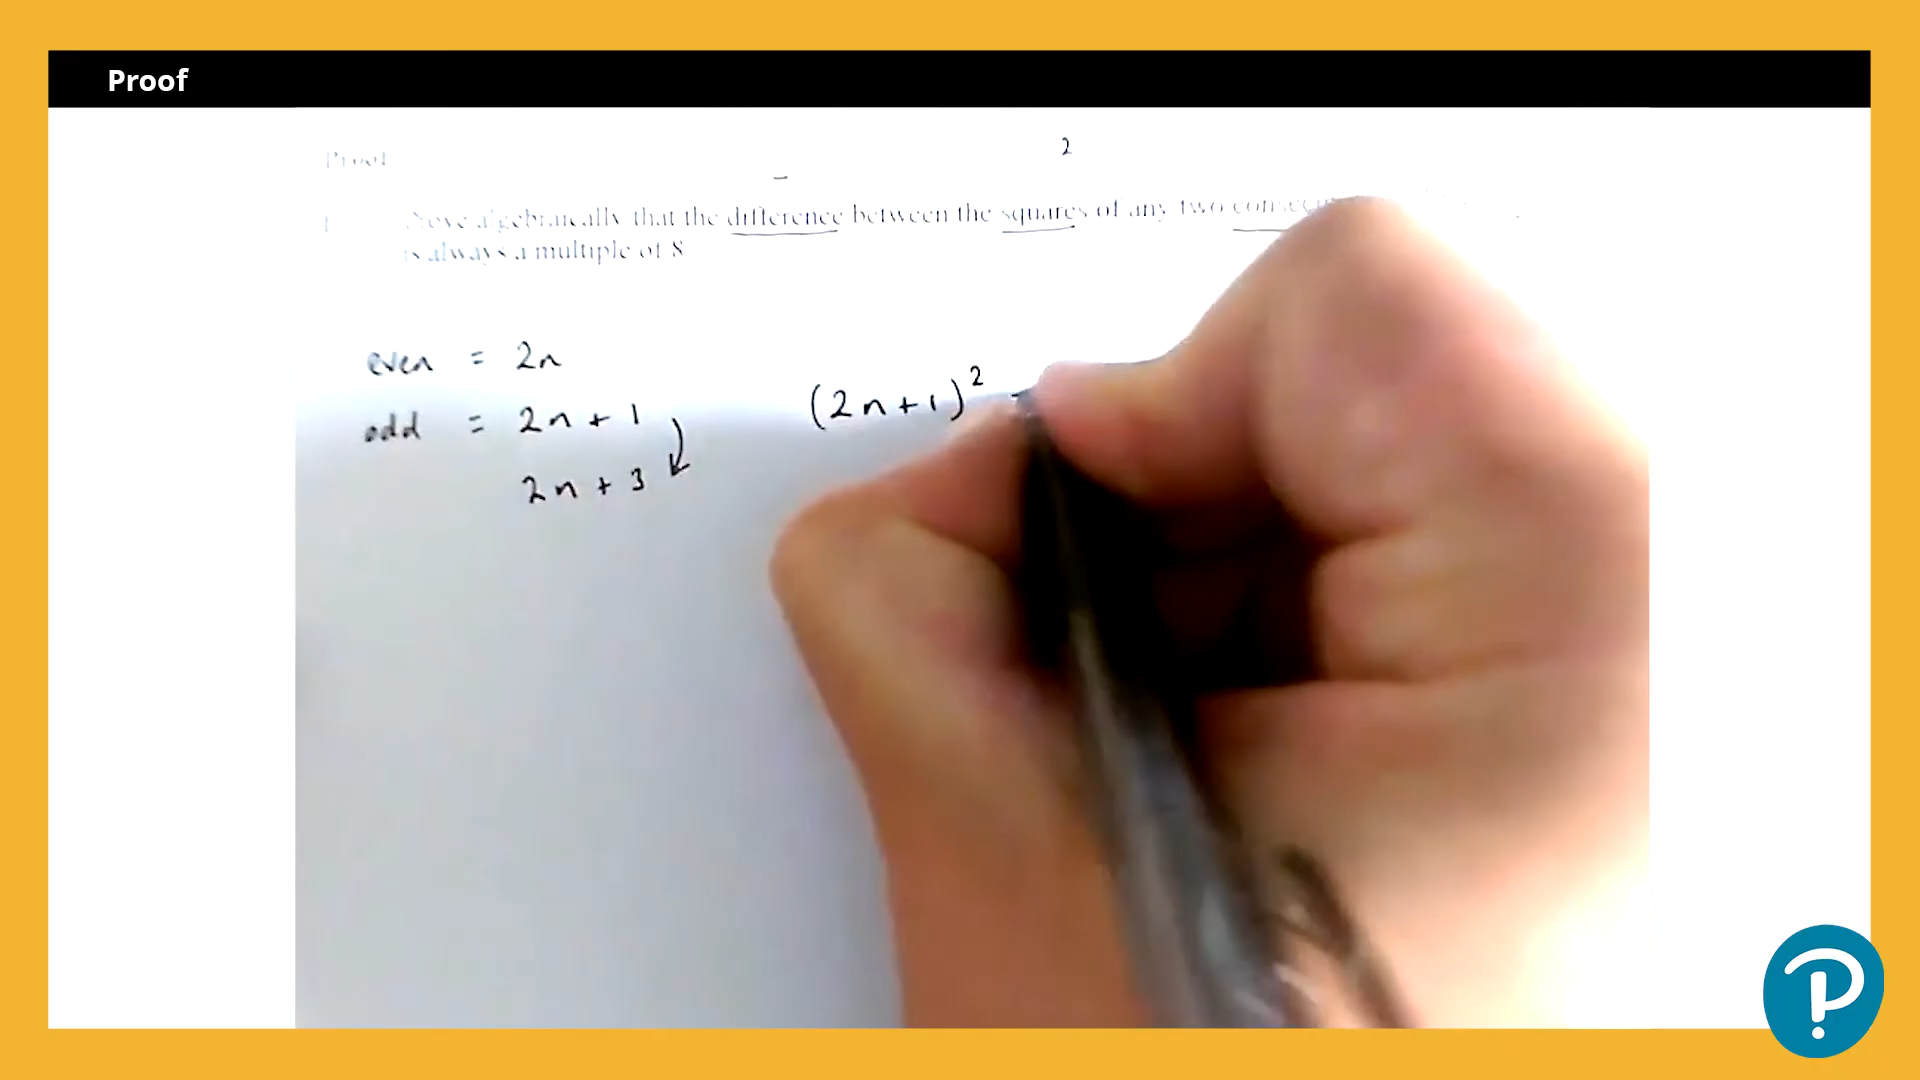 Proof
2
Proof
1 Prove algebraically that the difference between the squares of any two
is always a multiple of 8
even = 2n
odd = 2n + 1
(2n+1)²
2n + 3